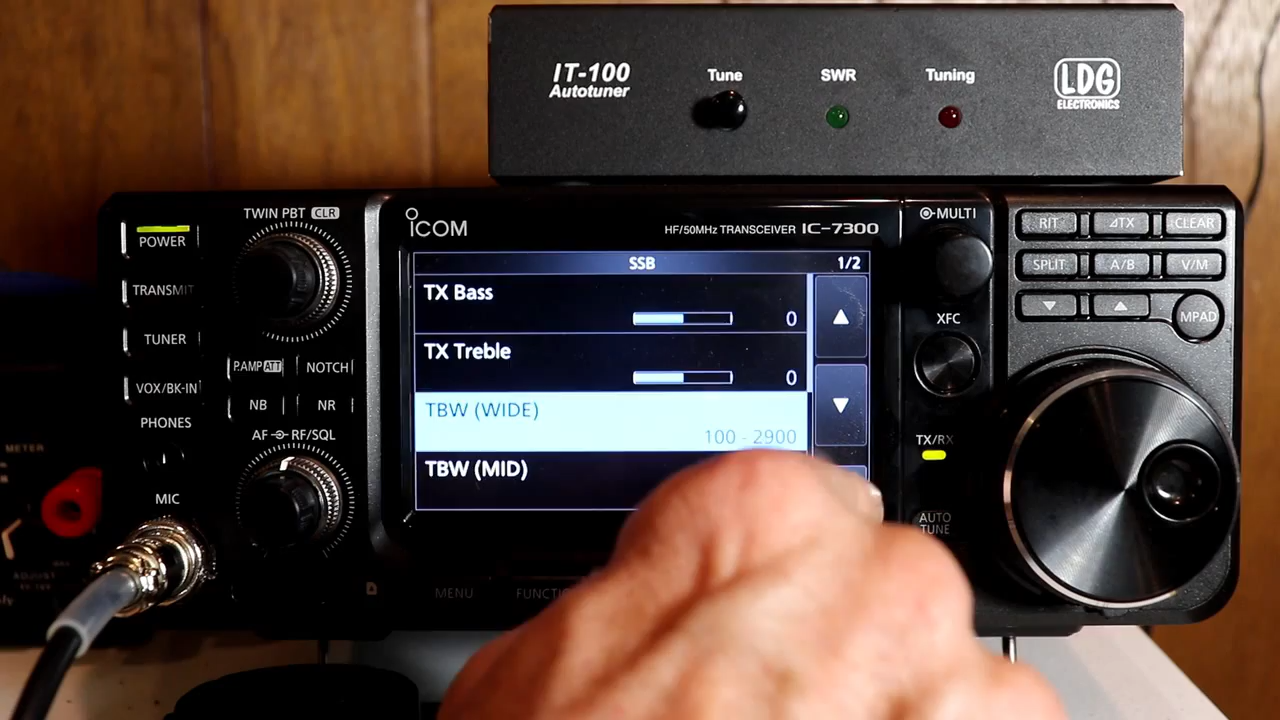 IT-100
Autotuner
Tune
SWR
Tuning
LDG
ELECTRONICS
POWER
TRANSMIT
TUNER
VOX/BK-IN
PHONES
MIC
TWIN PBT CLR
P.AMP ATT
NOTCH
NB
NR
AF RF/SQL
ICOM
HF/50MHz TRANSCEIVER IC-7300
SSB
1/2
TX Bass
0
TX Treble
0
TBW (WIDE)
100 - 2900
TBW (MID)
MENU
MULTI
XFC
TX/RX
AUTO
TUNE
RIT
⊿TX
CLEAR
SPLIT
A/B
V/M
MPAD
METER